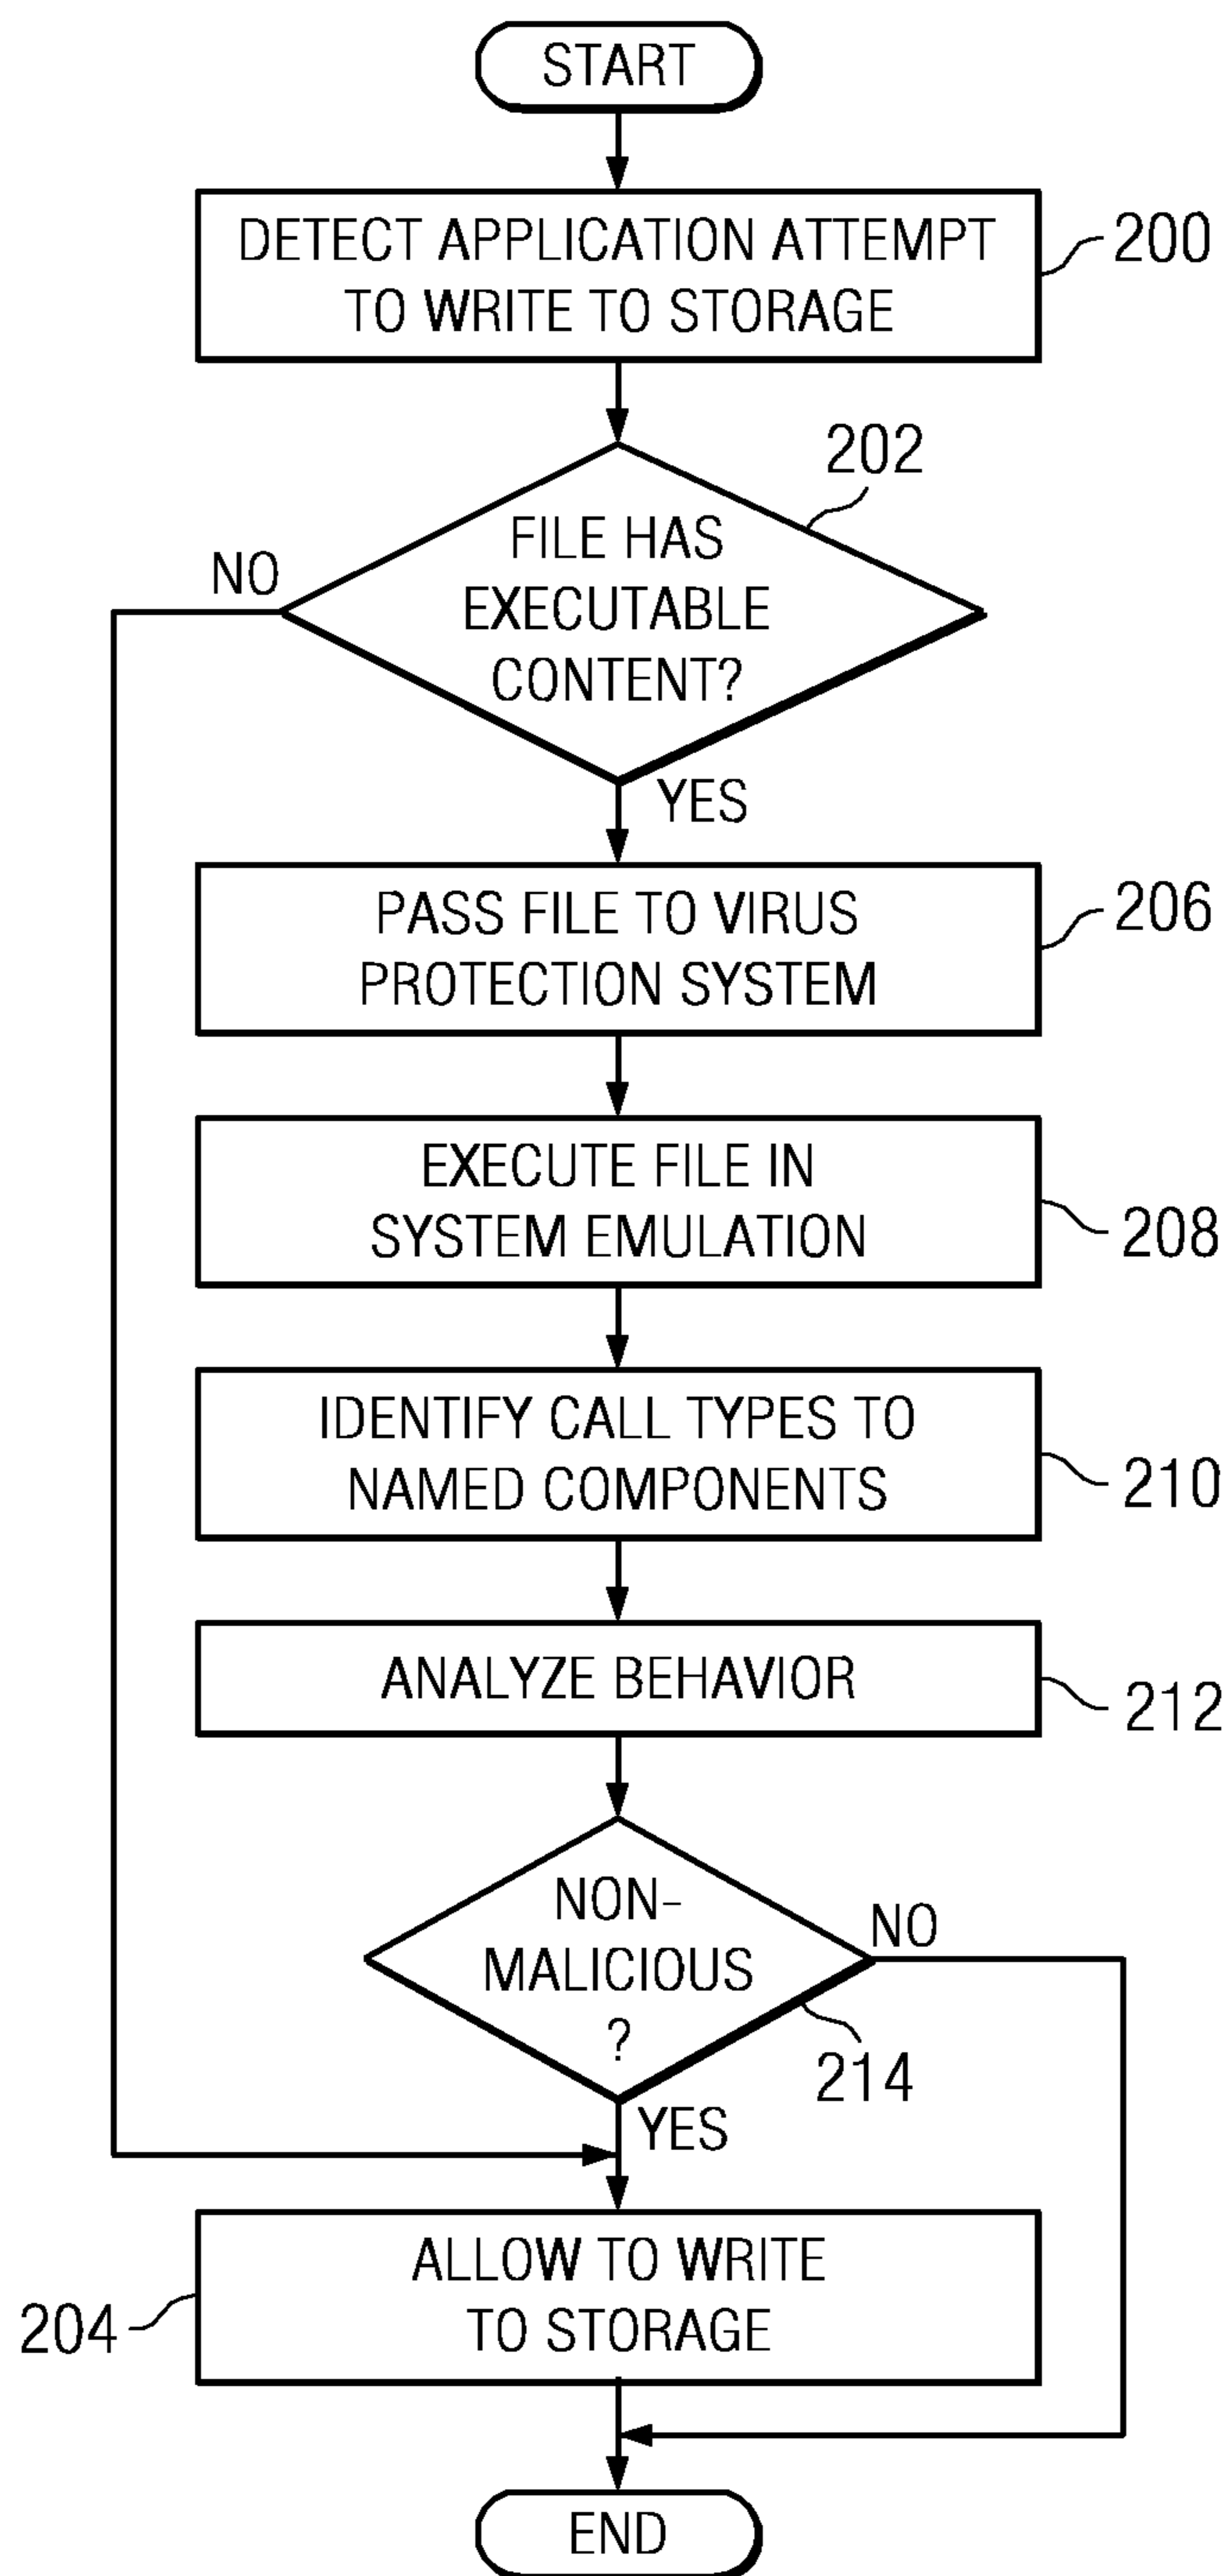 START
DETECT APPLICATION ATTEMPT
TO WRITE TO STORAGE
200
202
FILE HAS
EXECUTABLE
CONTENT?
NO
YES
PASS FILE TO VIRUS
PROTECTION SYSTEM
206
EXECUTE FILE IN
SYSTEM EMULATION
208
IDENTIFY CALL TYPES TO
NAMED COMPONENTS
210
ANALYZE BEHAVIOR
212
NON-
MALICIOUS
?
NO
214
YES
ALLOW TO WRITE
TO STORAGE
204
END